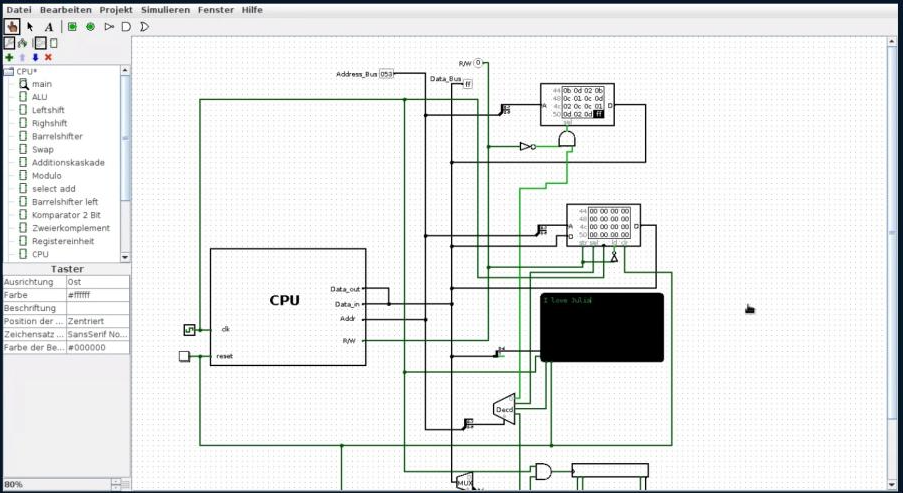 Datei Bearbeiten Projekt Simulieren Fenster Hilfe
A
CPU*
main
ALU
Leftshift
Righshift
Barrelshifter
Swap
Additionskaskade
Modulo
select add
Barrelshifter left
Komparator 2 Bit
Zweierkomplement
Registereinheit
CPU
Taster
Ausrichtung Ost
Farbe #ffffff
Beschriftung
Position der ... Zentriert
Zeichensatz ... SansSerif No...
Farbe der Be... #000000
80%
R/W 0
Address_Bus 053
Data_Bus
ff
44 0b 0d 02 0b
48 0c 01 0c 0d
4c 02 0c 0c 01
50 0d 02 0d ff
A D
sel
44 00 00 00 00
48 00 00 00 00
4c 00 00 00 00
50 00 00 00 00
A D
D
str sel ld clr
CPU
Data_out
Data_in
Addr
R/W
clk
reset
I love Julia
Decd
MUX